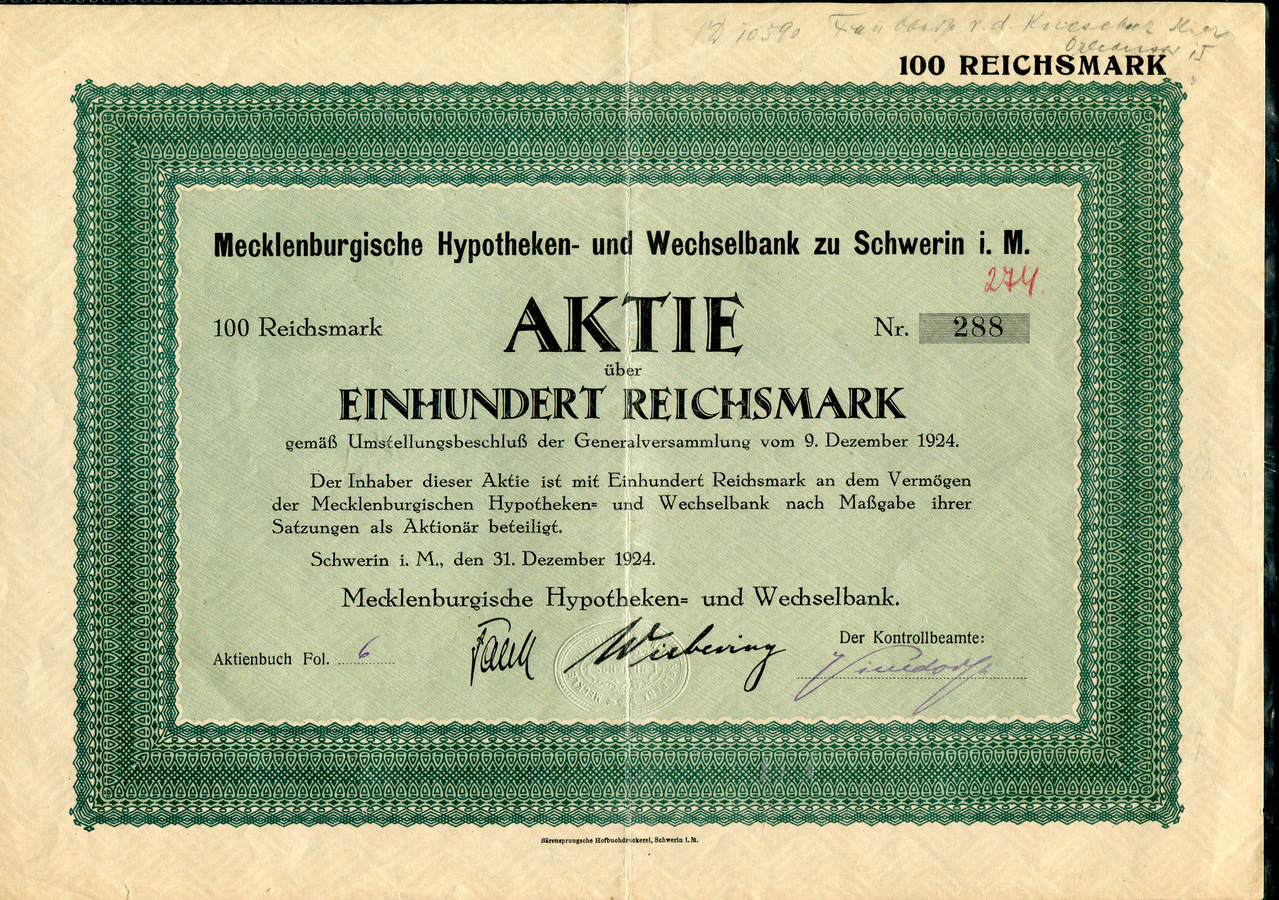 12 10590
100 REICHSMARK
Mecklenburgische Hypotheken- und Wechselbank zu Schwerin i. M.
274.
100 Reichsmark
AKTIE
Nr. 288
über
EINHUNDERT REICHSMARK
gemäß Umstellungsbeschluß der Generalversammlung vom 9. Dezember 1924.
Der Inhaber dieser Aktie ist mit Einhundert Reichsmark an dem Vermögen
der Mecklenburgischen Hypotheken= und Wechselbank nach Maßgabe ihrer
Satzungen als Aktionär beteiligt.
Schwerin i. M., den 31. Dezember 1924.
Mecklenburgische Hypotheken= und Wechselbank.
Aktienbuch Fol. 6
Der Kontrollbeamte:
Bärensprungsche Hofbuchdruckerei, Schwerin i. M.